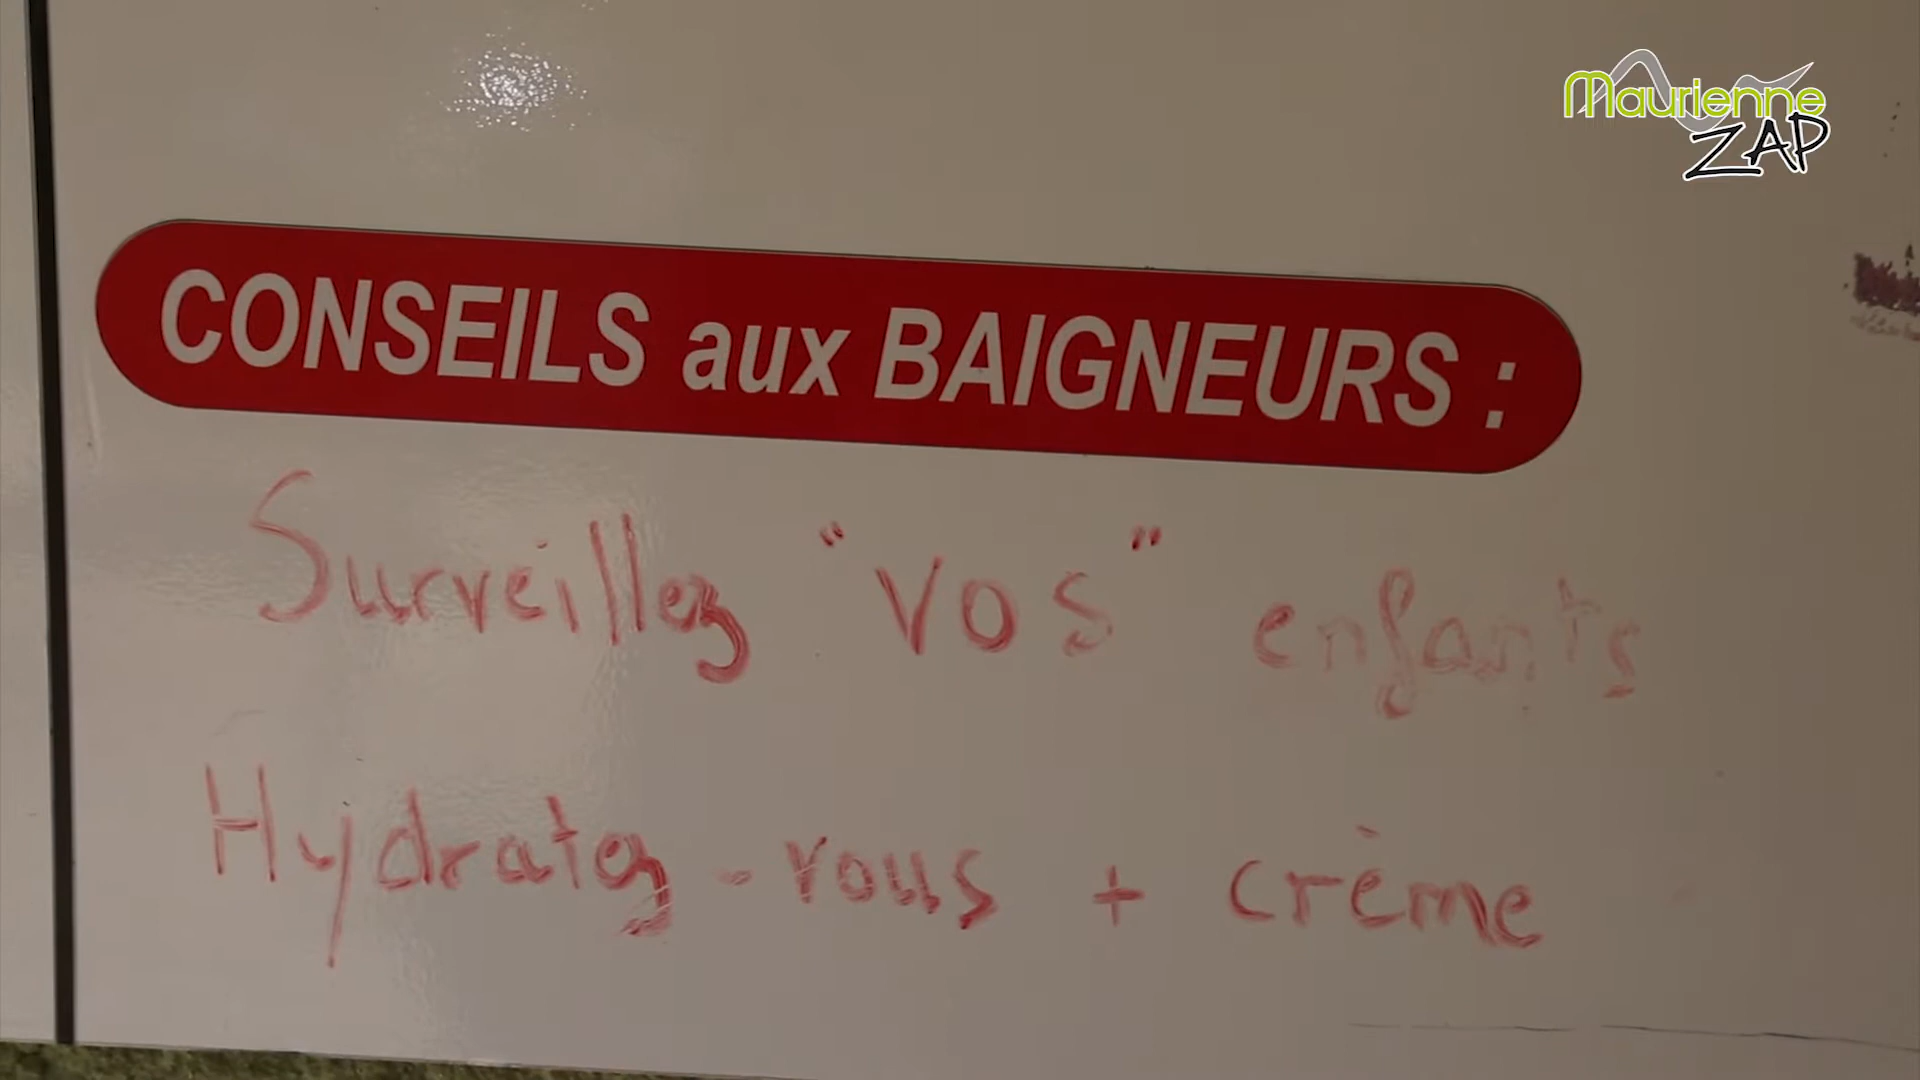 Maurienne
ZAP
CONSEILS aux BAIGNEURS :
Surveillez "VOS" enfants
Hydratez-vous + crème